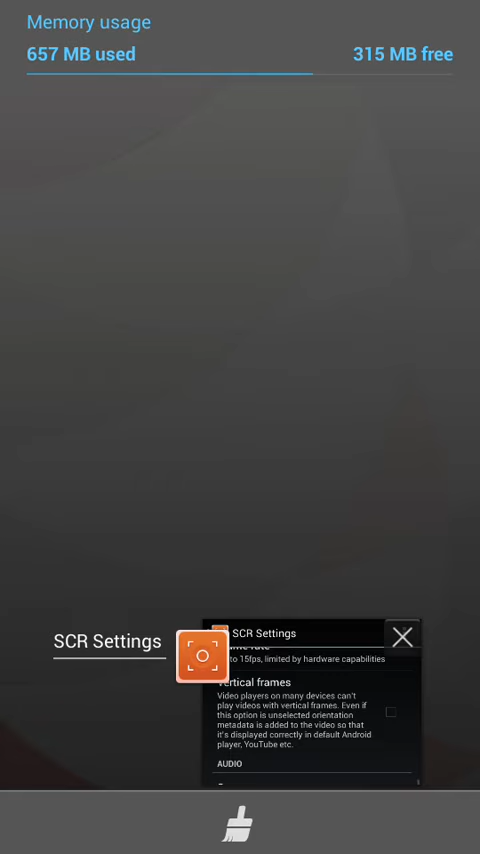 Memory usage
657 MB used 315 MB free
SCR Settings
SCR Settings
to 15fps, limited by hardware capabilities
Vertical frames
Video players on many devices can't
play videos with vertical frames. Even if
this option is unselected orientation
metadata is added to the video so that
it's displayed correctly in default Android
player, YouTube etc.
AUDIO